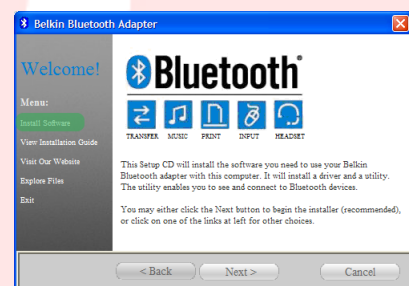 Belkin Bluetooth Adapter
Welcome!
Menu:
Install Software
View Installation Guide
Visit Our Website
Explore Files
Exit
Bluetooth
TRANSFER MUSIC PRINT INPUT HEADSET
This Setup CD will install the software you need to use your Belkin
Bluetooth adapter with this computer. It will install a driver and a utility.
The utility enables you to see and connect to Bluetooth devices.
You may either click the Next button to begin the installer (recommended),
or click on one of the links at left for other choices.
< Back Next > Cancel